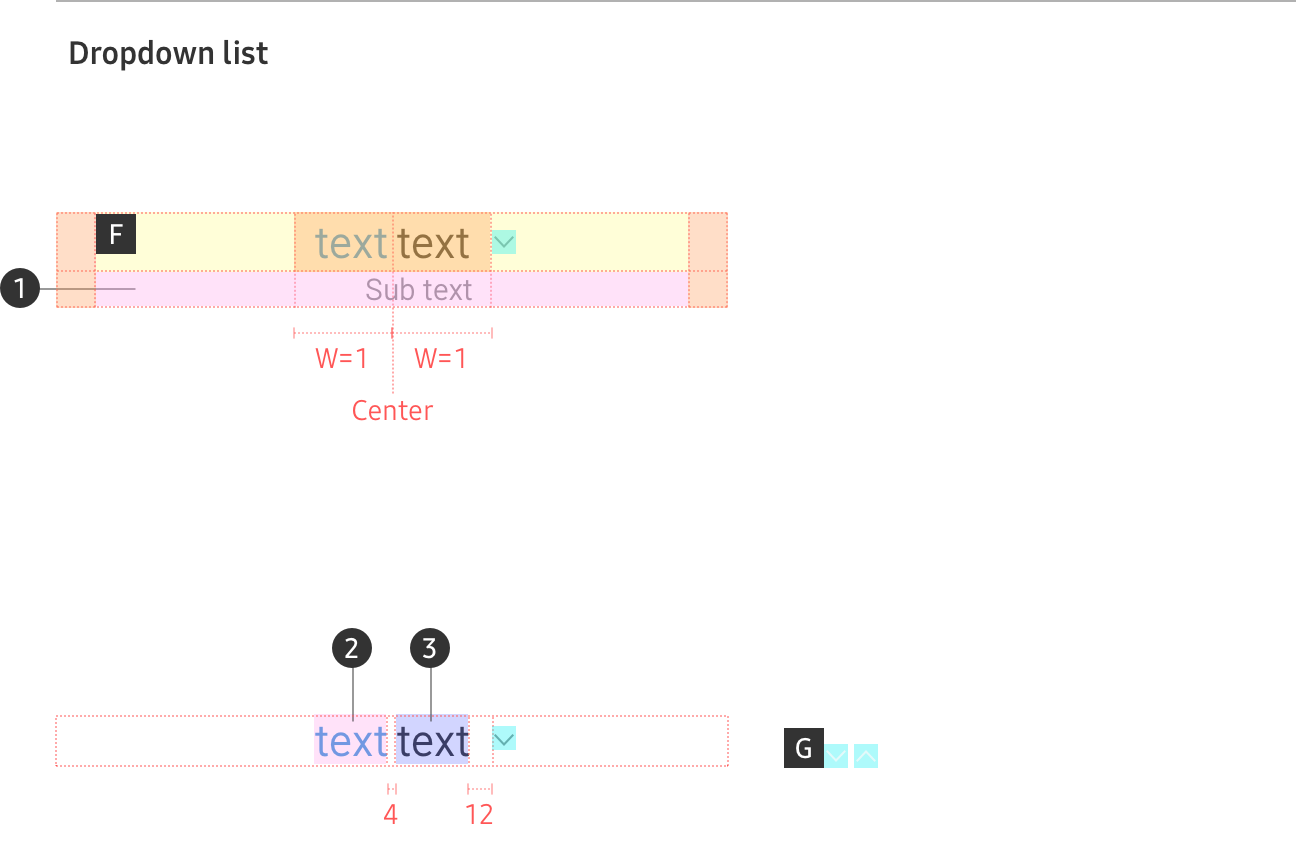 Dropdown list
F
text text
1
Sub text
W=1 W=1
Center
2 3
text text
G
4 12